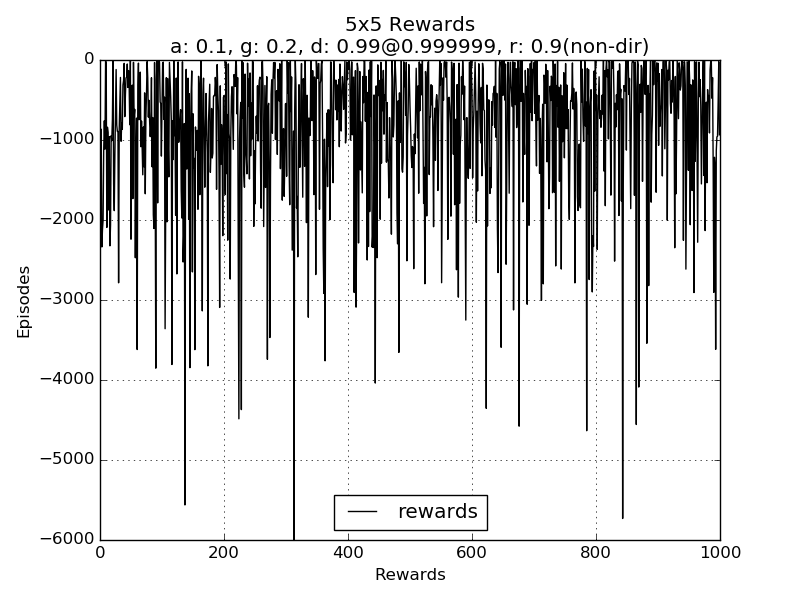 5x5 Rewards
a: 0.1, g: 0.2, d: 0.99@0.999999, r: 0.9(non-dir)
0
−1000
−2000
−3000
−4000
−5000
−6000
Episodes
rewards
0 200 400 600 800 1000
Rewards